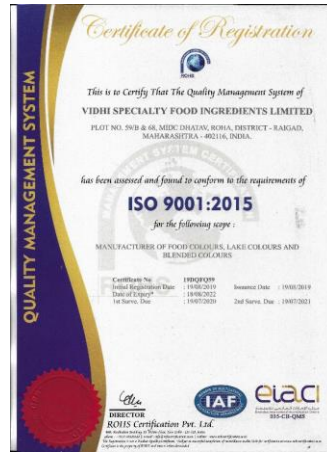 Certificate of Registration
ROHS
This is to Certify That The Quality Management System of
VIDHI SPECIALTY FOOD INGREDIENTS LIMITED
PLOT NO. 59/B & 68, MIDC DHATAV, ROHA, DISTRICT - RAIGAD,
MAHARASHTRA - 402116, INDIA.
has been assessed and found to conform to the requirements of
ISO 9001:2015
for the following scope :
MANUFACTURER OF FOOD COLOURS, LAKE COLOURS AND
BLENDED COLOURS
Certificate No :
Initial Registration Date : 19/08/2019 Issuance Date : 19/08/2019
Date of Expiry* : 18/08/2022
1st Surve. Due : 19/07/2020 2nd Surve. Due : 19/07/2021
QUALITY MANAGEMENT SYSTEM
DIRECTOR
ROHS Certification Pvt. Ltd.
IAF
eiaci
035-CB-QMS